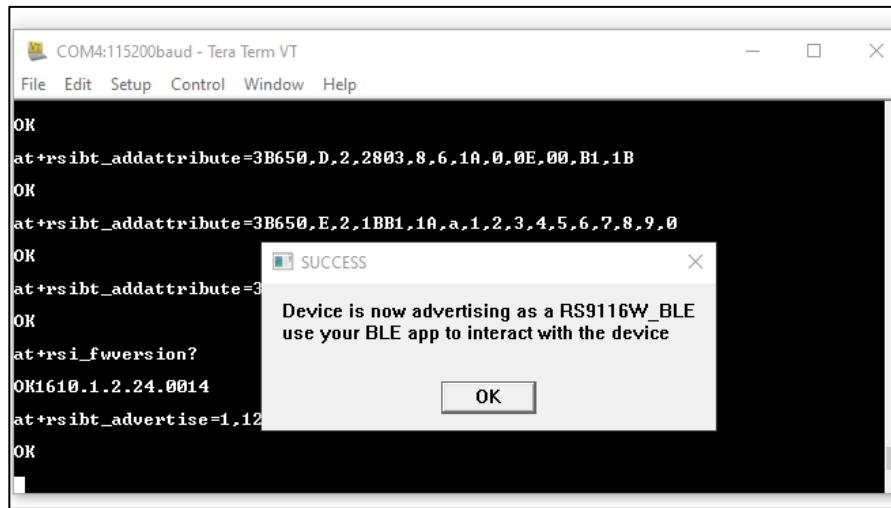 COM4:115200baud - Tera Term VT
File Edit Setup Control Window Help
OK
at+rsibt_addattribute=3B650,D,2,2803,8,6,1A,0,0E,00,B1,1B
OK
at+rsibt_addattribute=3B650,E,2,1BB1,1A,a,1,2,3,4,5,6,7,8,9,0
OK
at+rsibt_addattribute=3
OK
at+rsi_fwversion?
OK1610.1.2.24.0014
at+rsibt_advertise=1,12
OK
SUCCESS
Device is now advertising as a RS9116W_BLE
use your BLE app to interact with the device
OK